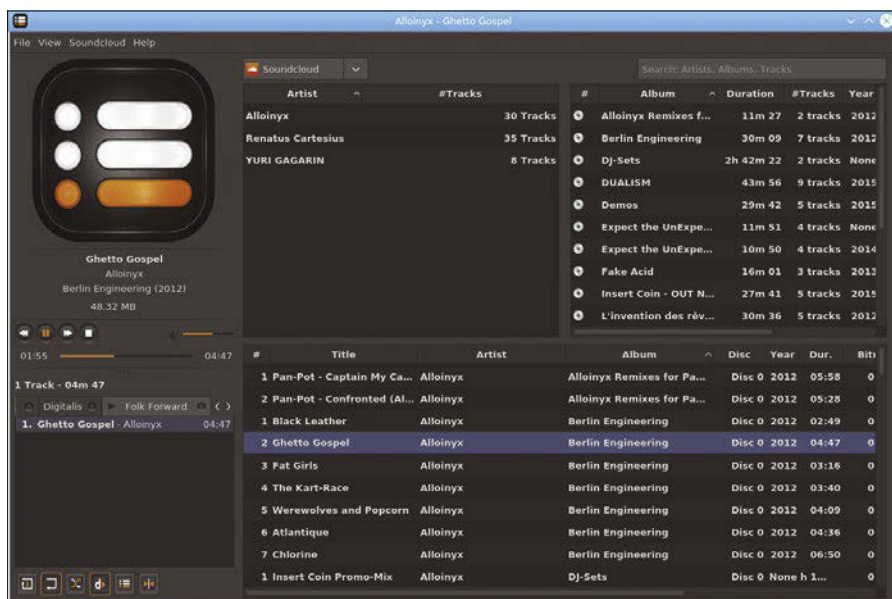 Alloinyx - Ghetto Gospel
File View Soundcloud Help
Ghetto Gospel
Alloinyx
Berlin Engineering (2012)
48.32 MB
01:55 04:47
1 Track - 04m 47
Digitalis Folk Forward
1. Ghetto Gospel - Alloinyx 04:47
Soundcloud
Search: Artists, Albums, Tracks
Artist #Tracks
Alloinyx 30 Tracks
Renatus Cartesius 35 Tracks
YURI GAGARIN 8 Tracks
# Album Duration #Tracks Year
Alloinyx Remixes f... 11m 27 2 tracks 2012
Berlin Engineering 30m 09 7 tracks 2012
DJ-Sets 2h 42m 22 2 tracks None
DUALISM 43m 56 9 tracks 2015
Demos 29m 42 5 tracks 2015
Expect the UnExpe... 11m 51 4 tracks None
Expect the UnExpe... 10m 50 4 tracks 2014
Fake Acid 16m 01 3 tracks 2013
Insert Coin - OUT N... 27m 41 5 tracks 2015
L'invention des rêv... 30m 36 5 tracks 2012
# Title Artist Album Disc Year Dur. Bitr
1 Pan-Pot - Captain My Ca... Alloinyx Alloinyx Remixes for Pa... Disc 0 2012 05:58 0
2 Pan-Pot - Confronted (Al... Alloinyx Alloinyx Remixes for Pa... Disc 0 2012 05:28 0
1 Black Leather Alloinyx Berlin Engineering Disc 0 2012 02:49 0
2 Ghetto Gospel Alloinyx Berlin Engineering Disc 0 2012 04:47 0
3 Fat Girls Alloinyx Berlin Engineering Disc 0 2012 03:16 0
4 The Kart-Race Alloinyx Berlin Engineering Disc 0 2012 03:40 0
5 Werewolves and Popcorn Alloinyx Berlin Engineering Disc 0 2012 04:09 0
6 Atlantique Alloinyx Berlin Engineering Disc 0 2012 04:36 0
7 Chlorine Alloinyx Berlin Engineering Disc 0 2012 06:50 0
1 Insert Coin Promo-Mix Alloinyx DJ-Sets Disc 0 None h 1... 0